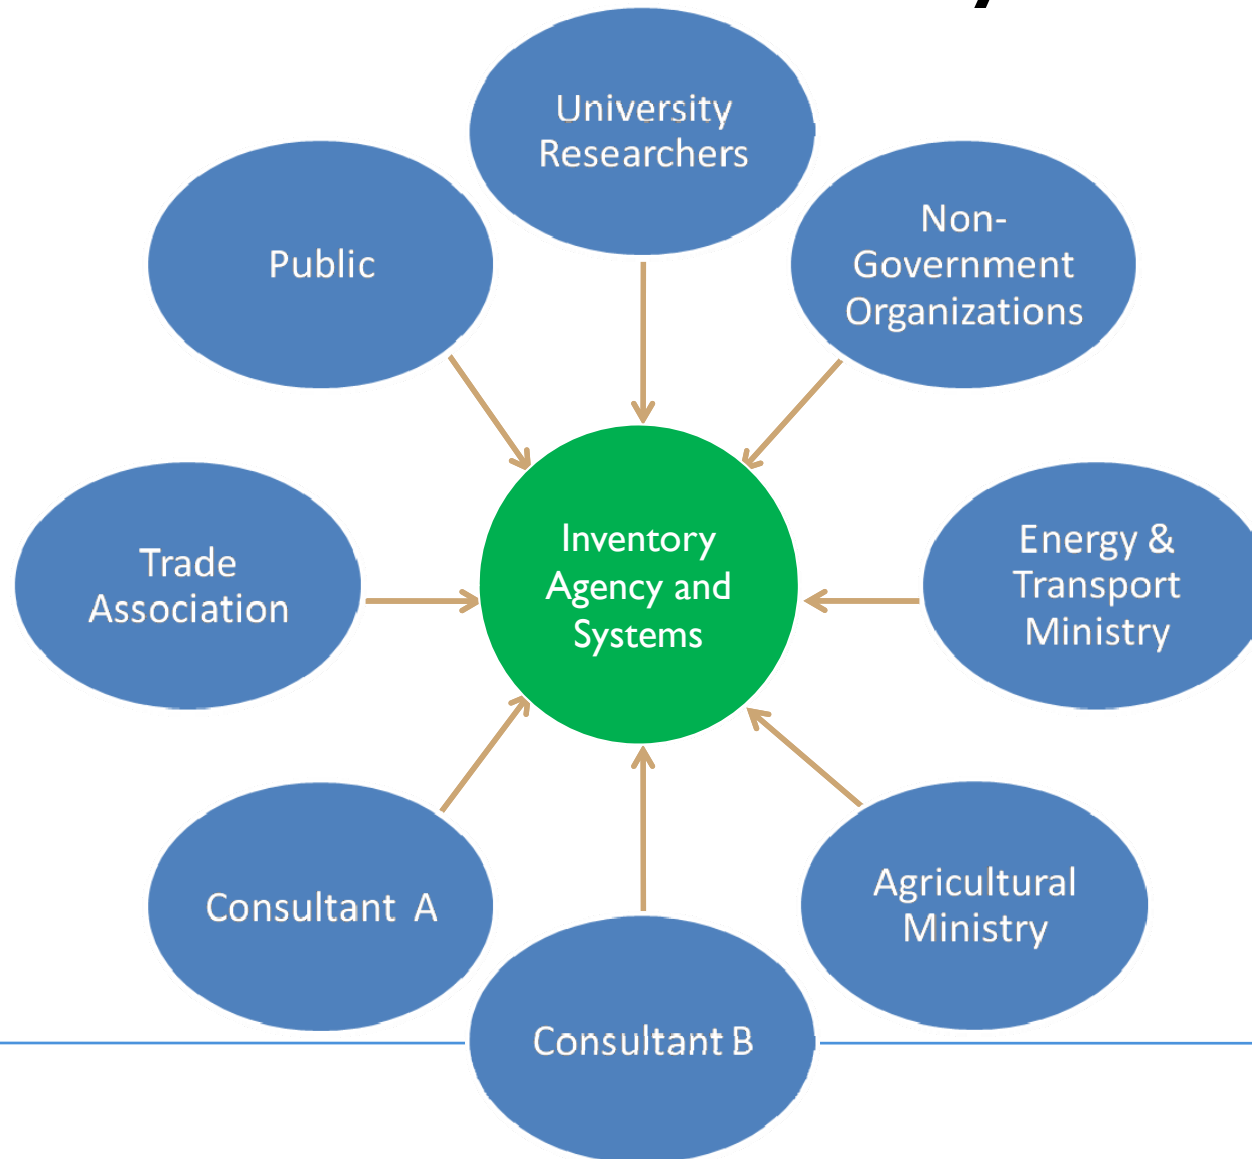 University
Researchers
Public
Non-
Government
Organizations
Trade
Association
Inventory
Agency and
Systems
Energy &
Transport
Ministry
Consultant A
Agricultural
Ministry
Consultant B